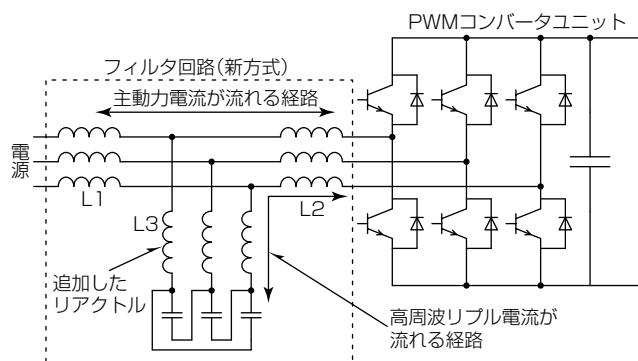 PWMコンバータユニット
フィルタ回路(新方式)
主動力電流が流れる経路
電源
L1
L2
L3
追加した
リアクトル
高周波リプル電流が
流れる経路